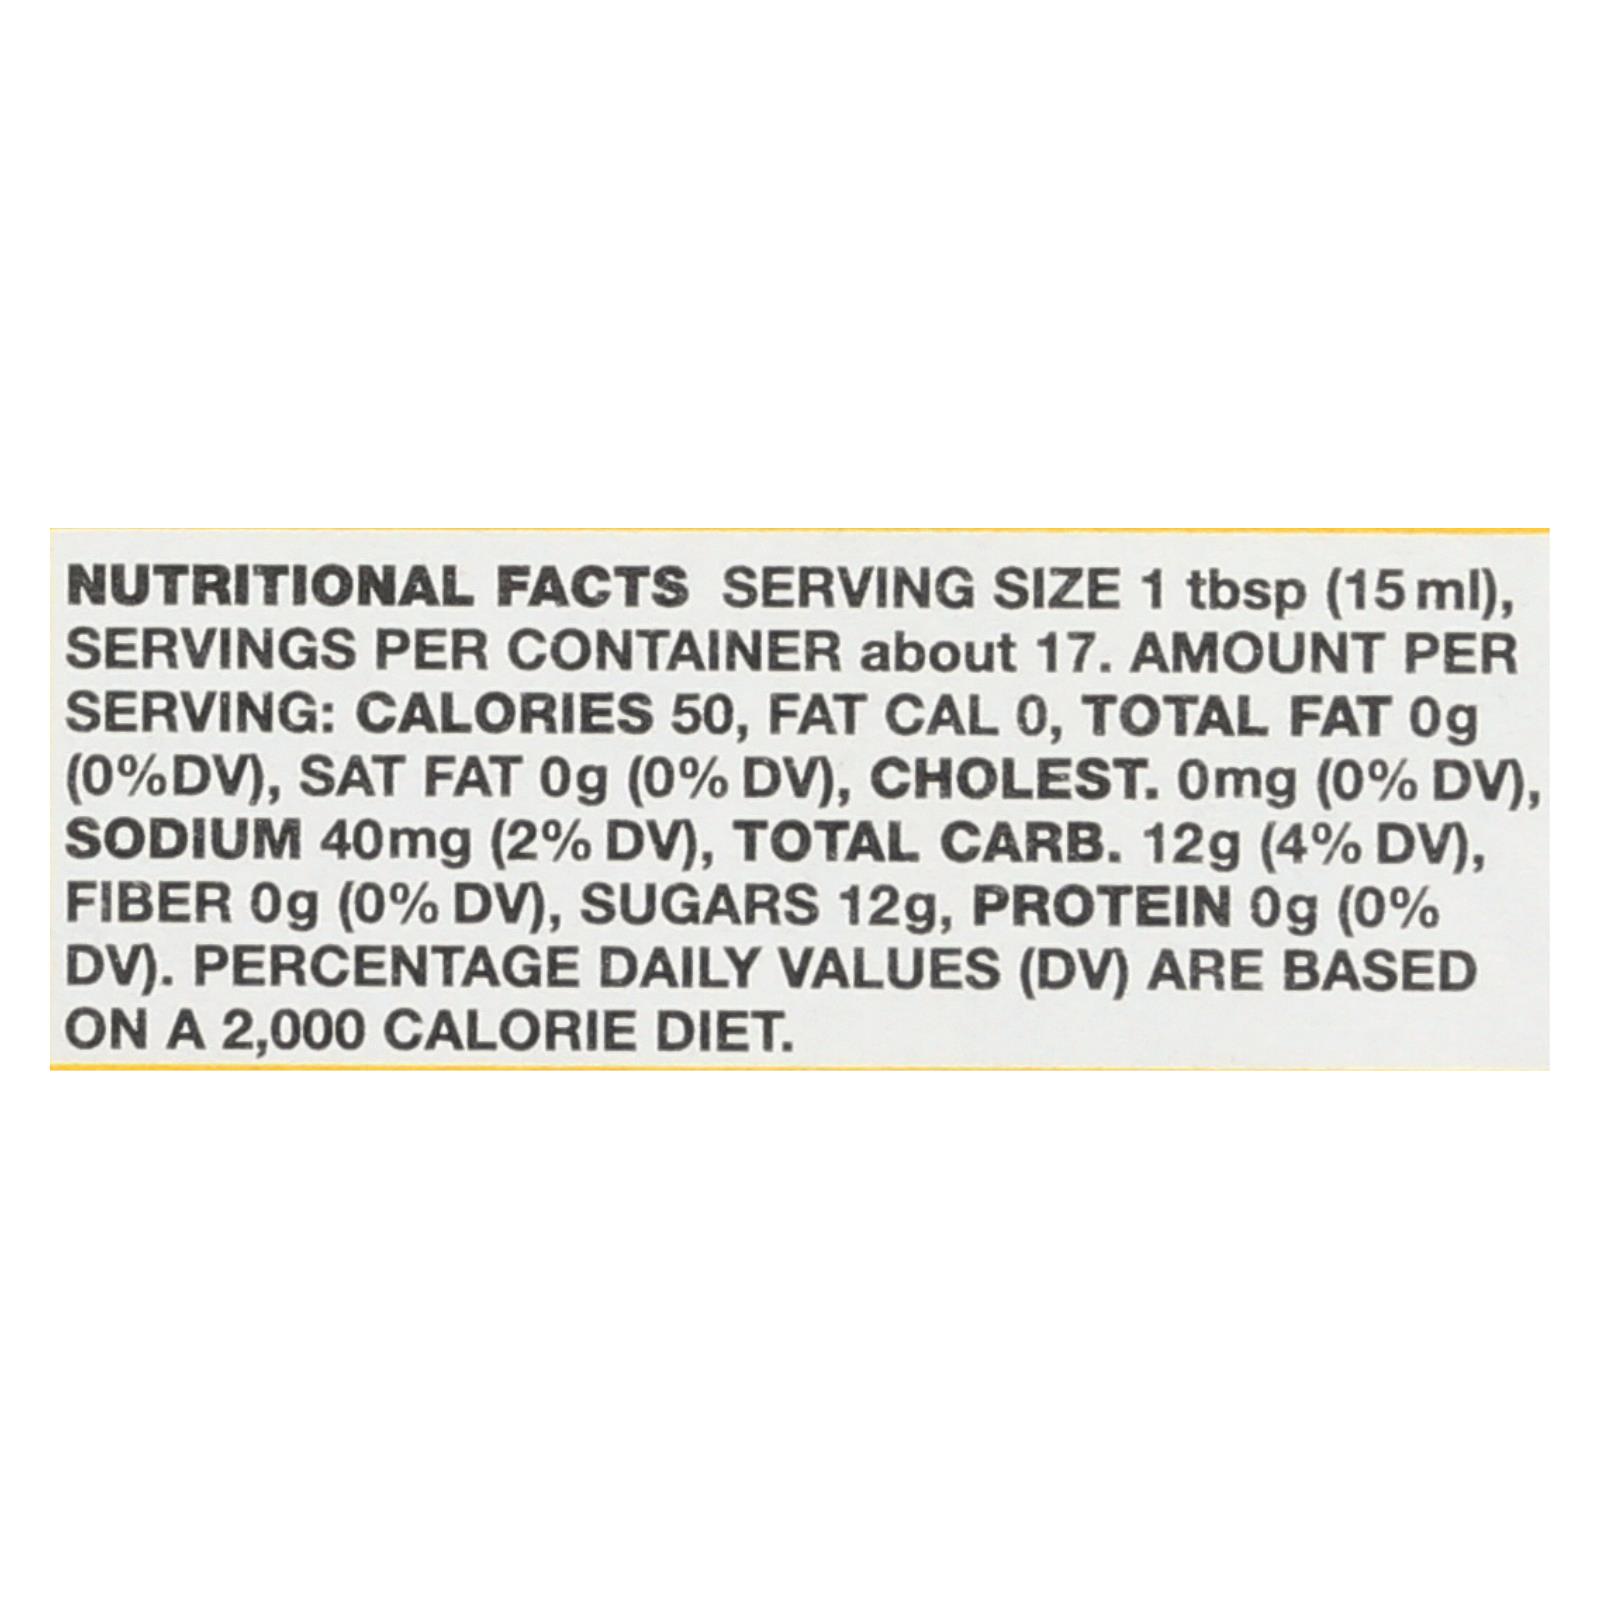 NUTRITIONAL FACTS SERVING SIZE 1 tbsp (15 ml),
SERVINGS PER CONTAINER about 17. AMOUNT PER
SERVING: CALORIES 50, FAT CAL 0, TOTAL FAT 0g
(0%DV), SAT FAT 0g (0% DV), CHOLEST. 0mg (0% DV),
SODIUM 40mg (2% DV), TOTAL CARB. 12g (4% DV),
FIBER 0g (0% DV), SUGARS 12g, PROTEIN 0g (0%
DV). PERCENTAGE DAILY VALUES (DV) ARE BASED
ON A 2,000 CALORIE DIET.